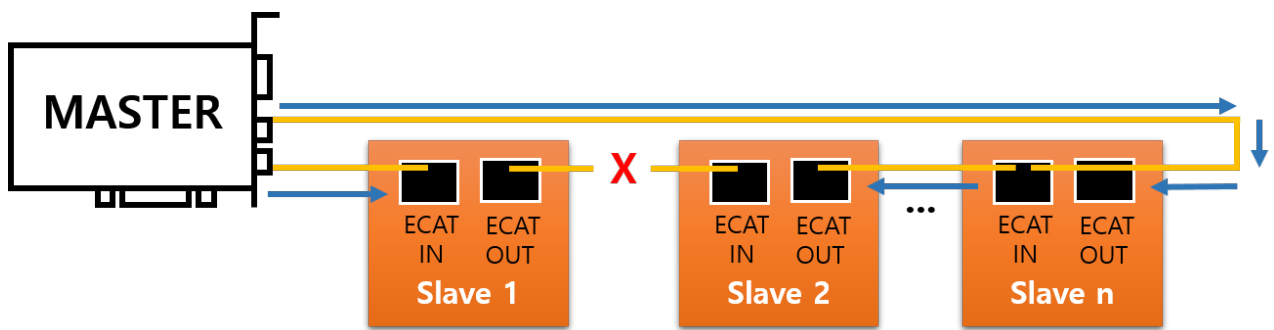 MASTER
X
...
ECAT
IN
ECAT
OUT
Slave 1
ECAT
IN
ECAT
OUT
Slave 2
ECAT
IN
ECAT
OUT
Slave n